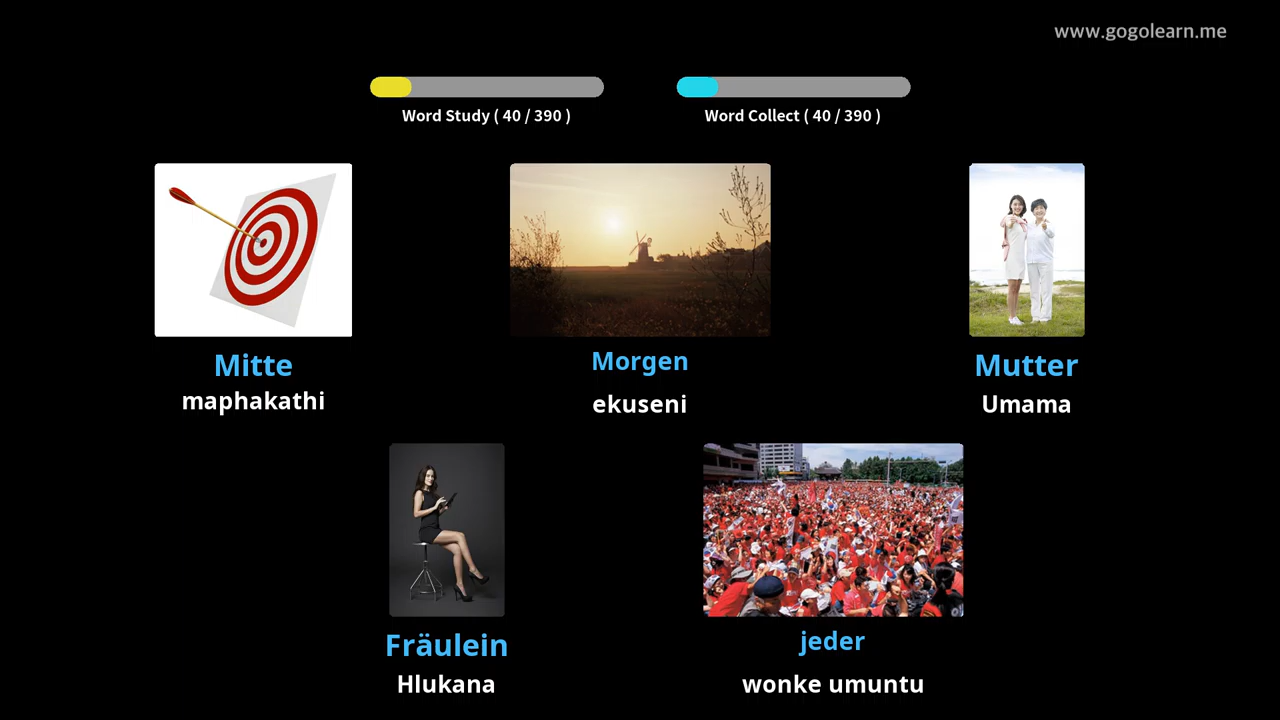 www.gogolearn.me
Word Study ( 40 / 390 )
Word Collect ( 40 / 390 )
Mitte
maphakathi
Morgen
ekuseni
Mutter
Umama
Fräulein
Hlukana
jeder
wonke umuntu